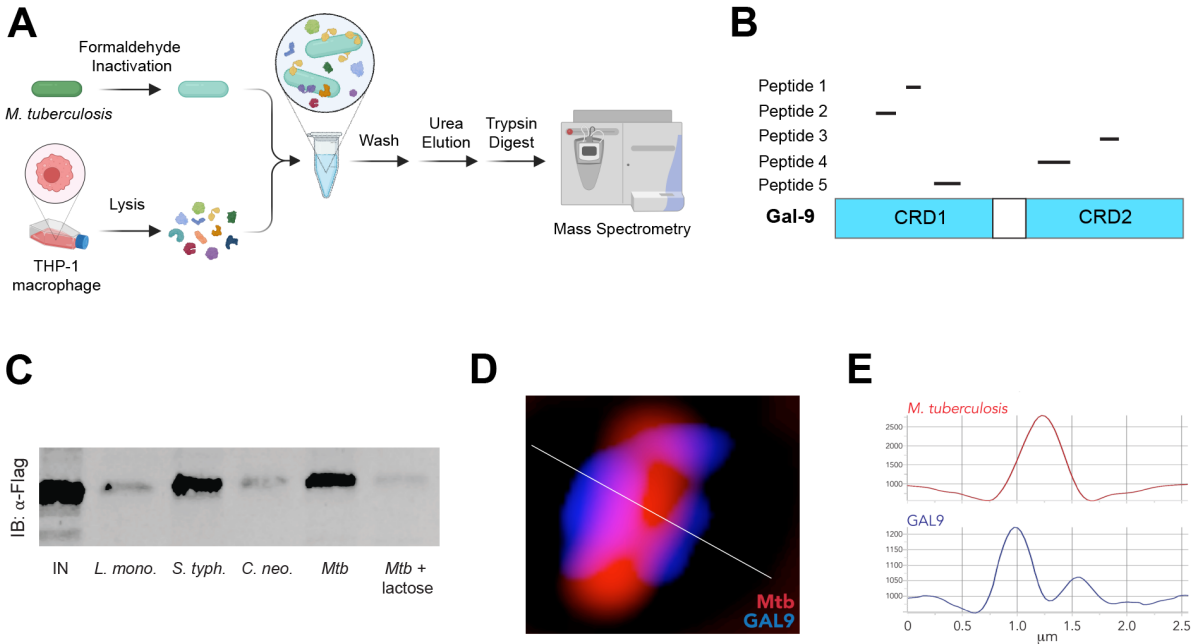 A
Formaldehyde
Inactivation
M. tuberculosis
Lysis
THP-1
macrophage
Wash
Urea
Elution
Trypsin
Digest
Mass Spectrometry
B
Peptide 1
Peptide 2
Peptide 3
Peptide 4
Peptide 5
Gal-9
CRD1
CRD2
C
IB: α-Flag
IN
L. mono.
S. typh.
C. neo.
Mtb
Mtb +
lactose
D
Mtb
GAL9
E
M. tuberculosis
2500
2000
1500
1000
GAL9
1200
1150
1100
1050
1000
0
0.5
1.0
1.5
2.0
2.5
μm